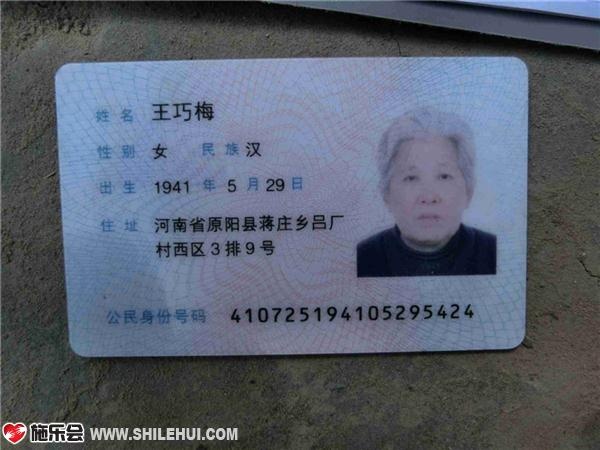 姓名 王巧梅
性别 女 民族 汉
出生 1941 年 5 月 29 日
住址 河南省原阳县蒋庄乡吕厂
村西区3排9号
公民身份号码 410725194105295424
施乐会 WWW.SHILEHUI.COM